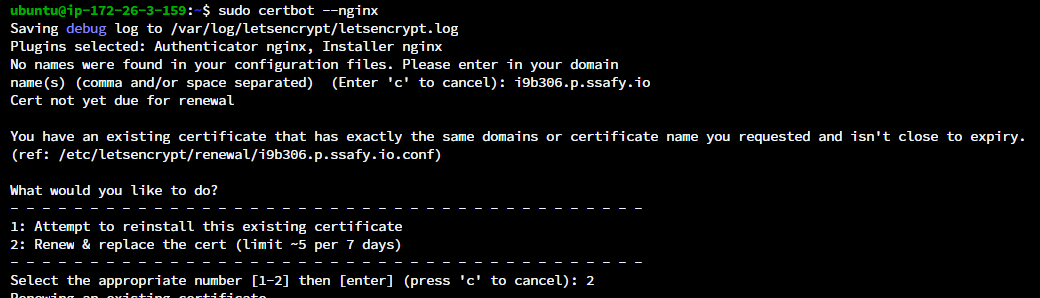 ubuntu@ip-172-26-3-159:~$ sudo certbot --nginx
Saving debug log to /var/log/letsencrypt/letsencrypt.log
Plugins selected: Authenticator nginx, Installer nginx
No names were found in your configuration files. Please enter in your domain
name(s) (comma and/or space separated)  (Enter 'c' to cancel): i9b306.p.ssafy.io
Cert not yet due for renewal
You have an existing certificate that has exactly the same domains or certificate name you requested and isn't close to expiry.
(ref: /etc/letsencrypt/renewal/i9b306.p.ssafy.io.conf)
What would you like to do?
- - - - - - - - - - - - - - - - - - - - - - - - - - - - - - - - - - - - - - - -
1: Attempt to reinstall this existing certificate
2: Renew & replace the cert (limit ~5 per 7 days)
- - - - - - - - - - - - - - - - - - - - - - - - - - - - - - - - - - - - - - - -
Select the appropriate number [1-2] then [enter] (press 'c' to cancel): 2
Renewing an existing certificate